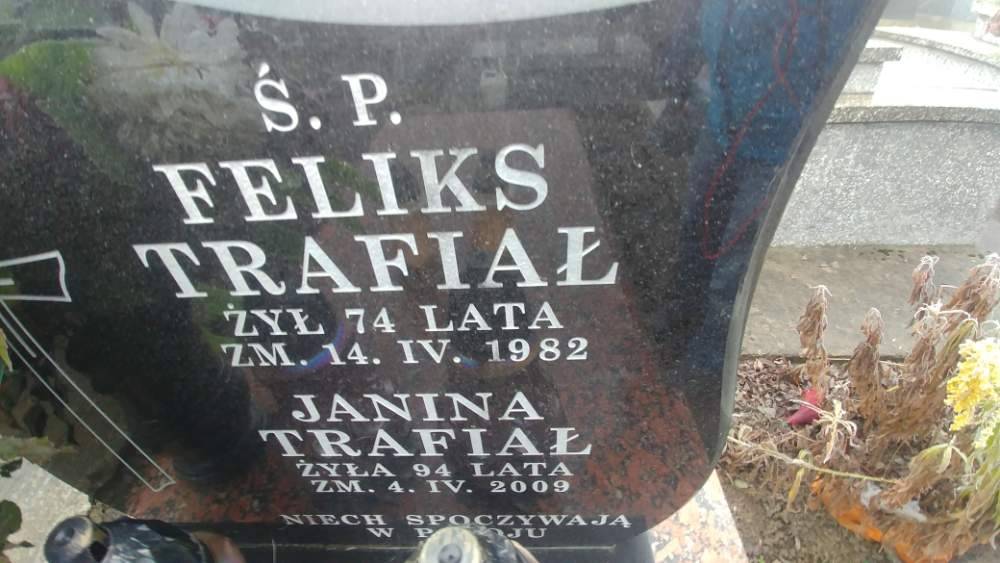 Ś. P.
FELIKS
TRAFIAŁ
ŻYŁ 74 LATA
ZM. 14. IV. 1982
JANINA
TRAFIAŁ
ŻYŁA 94 LATA
ZM. 4. IV. 2009
NIECH SPOCZYWAJĄ
W